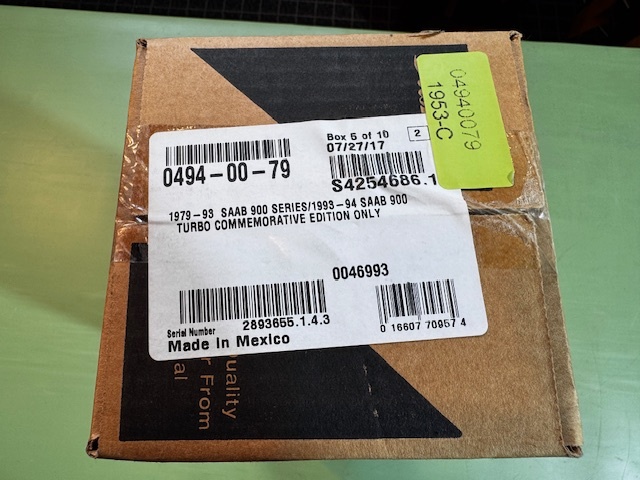 Box 5 of 10
2
07/27/17
0494-00-79
S4254686.1
04940079
1953-C
1979-93 SAAB 900 SERIES/1993-94 SAAB 900
TURBO COMMEMORATIVE EDITION ONLY
0046993
2893655.1.4.3
0 16607 70957 4
Serial Number
Made in Mexico
uality
r From
al